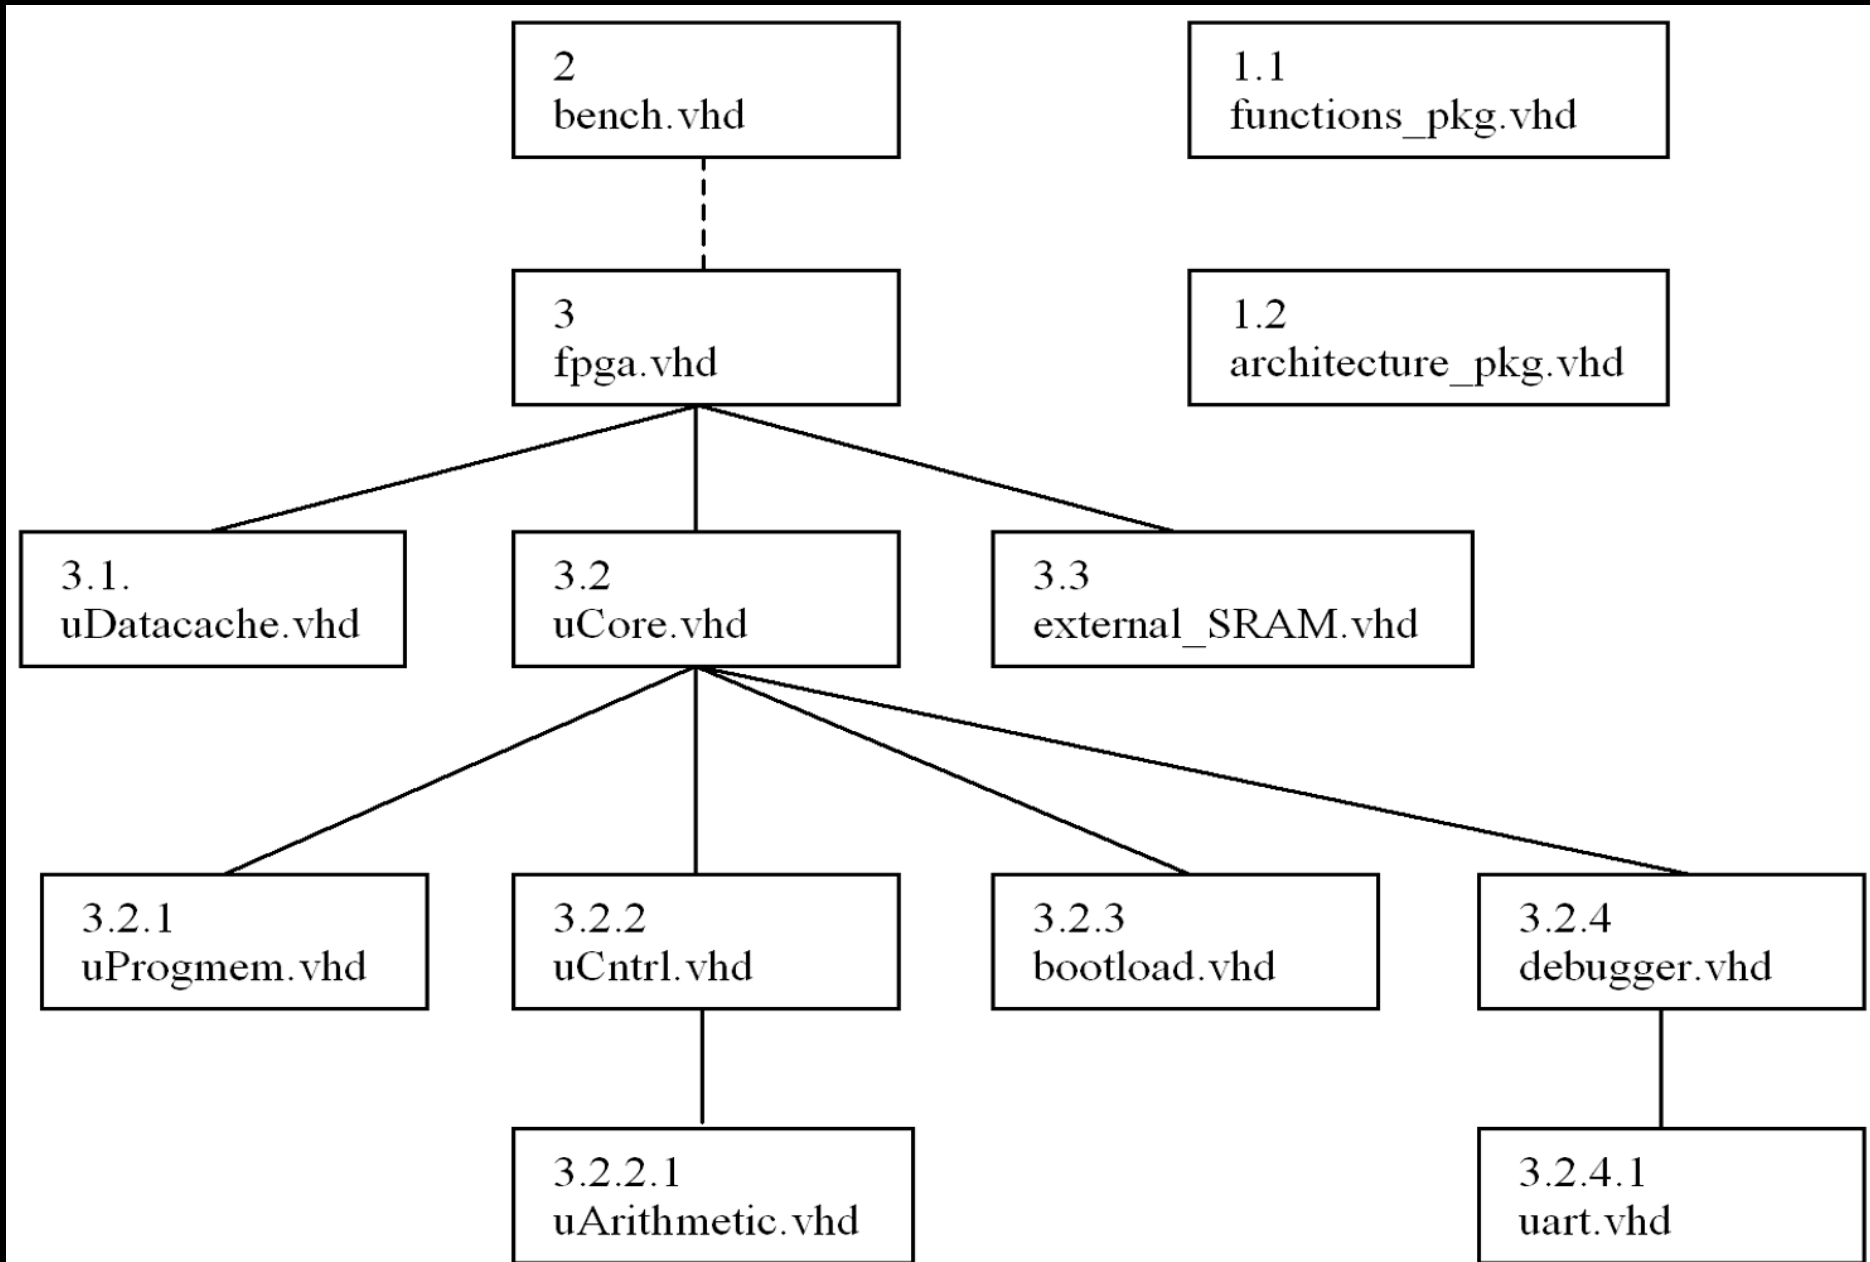 2
bench.vhd
1.1
functions_pkg.vhd
3
fpga.vhd
1.2
architecture_pkg.vhd
3.1.
uDatacache.vhd
3.2
uCore.vhd
3.3
external_SRAM.vhd
3.2.1
uProgmem.vhd
3.2.2
uCntrl.vhd
3.2.3
bootload.vhd
3.2.4
debugger.vhd
3.2.2.1
uArithmetic.vhd
3.2.4.1
uart.vhd